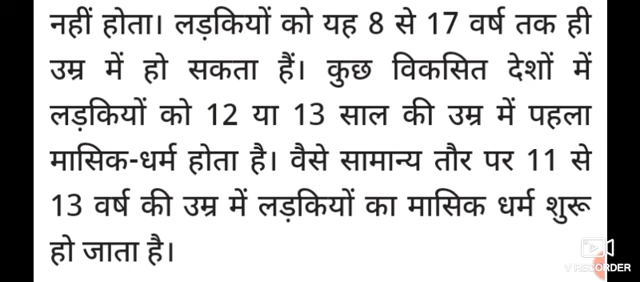 नहीं होता। लड़कियों को यह 8 से 17 वर्ष तक ही
उम्र में हो सकता हैं। कुछ विकसित देशों में
लड़कियों को 12 या 13 साल की उम्र में पहला
मासिक-धर्म होता है। वैसे सामान्य तौर पर 11 से
13 वर्ष की उम्र में लड़कियों का मासिक धर्म शुरू
हो जाता है।
V RECORDER